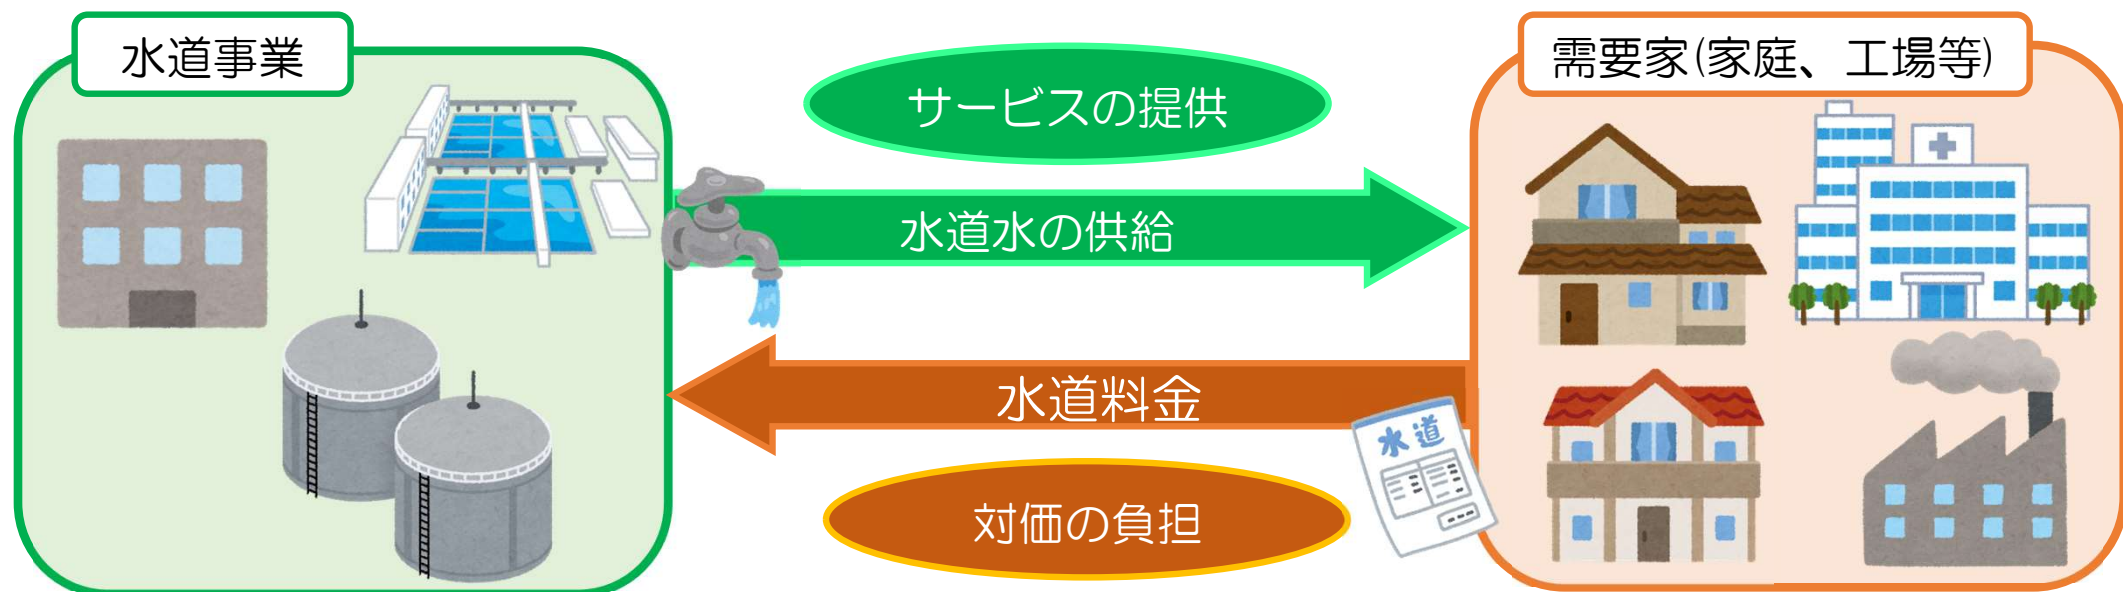 水道事業
需要家(家庭、工場等)
サービスの提供
水道水の供給
水道料金
水道
対価の負担